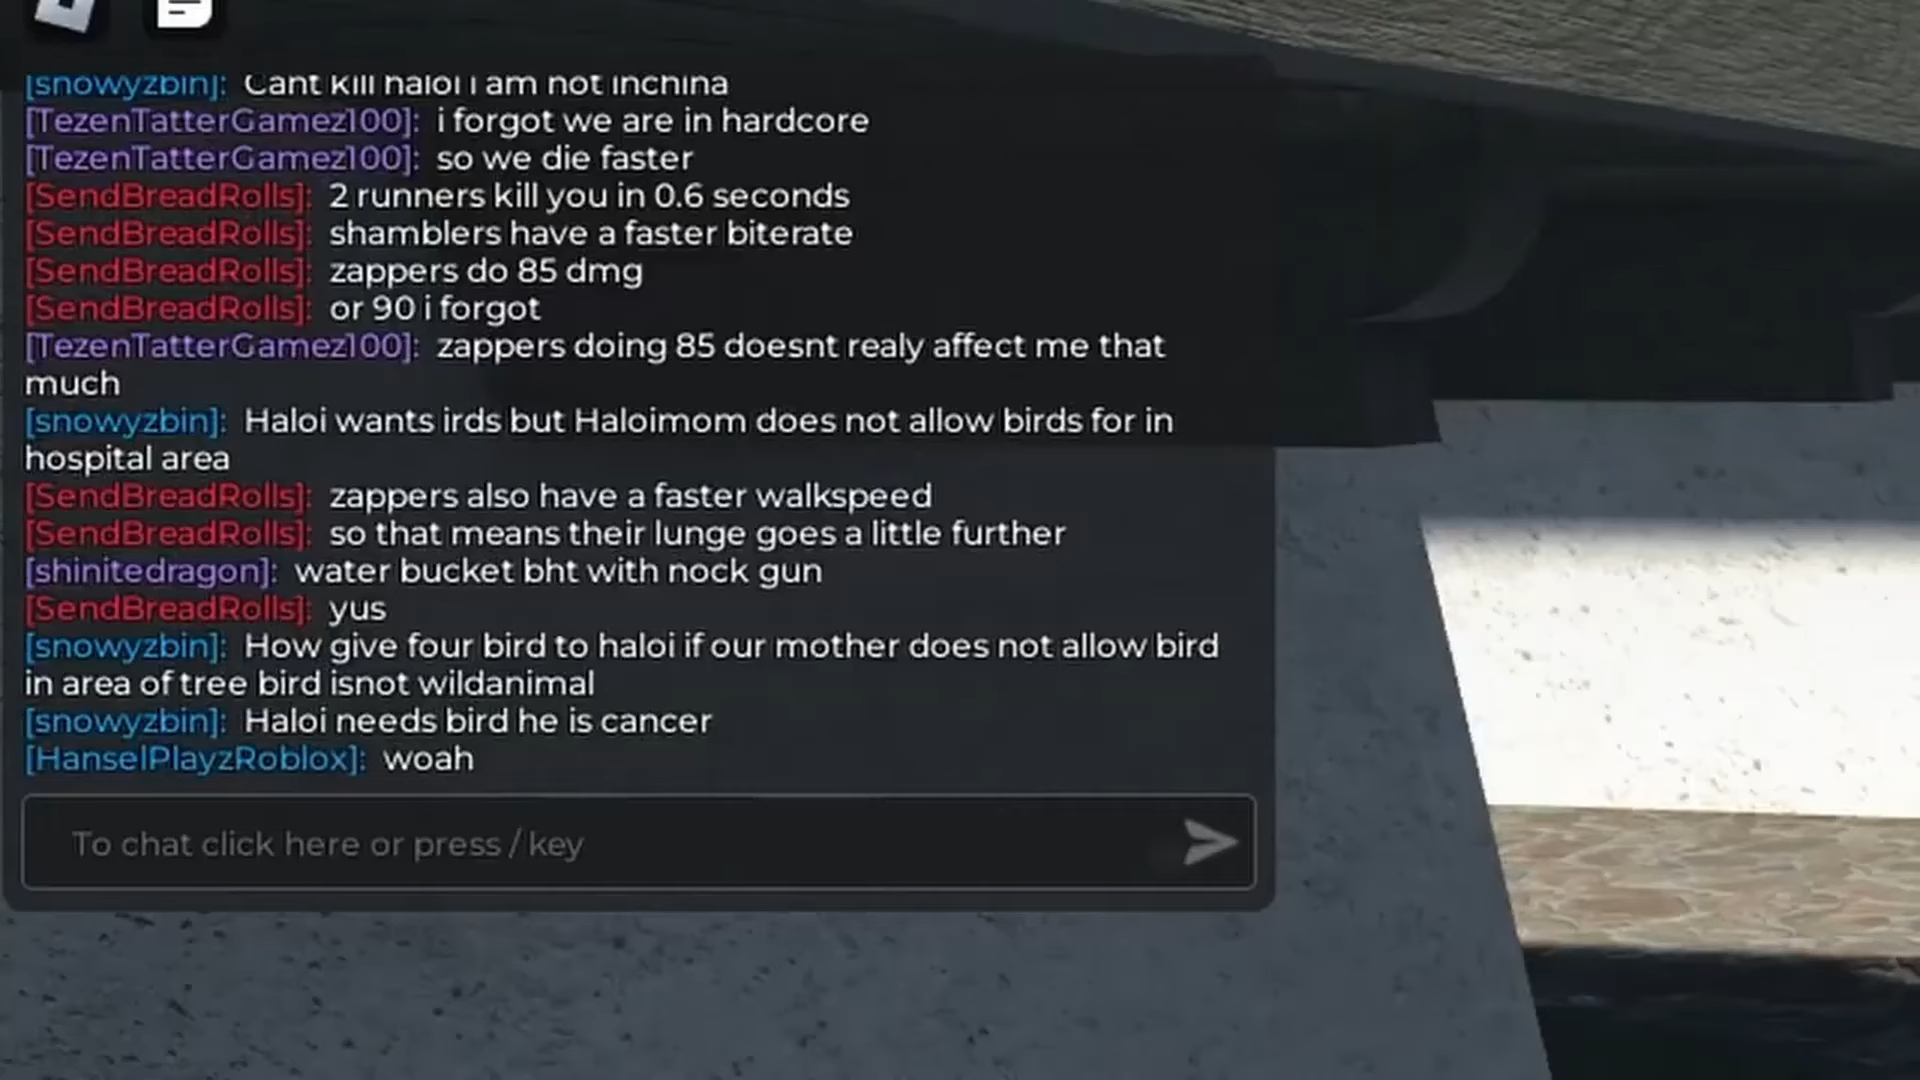 [snowyzbin]: Cant kill haloi i am not inchina
[TezenTatterGamez100]: i forgot we are in hardcore
[TezenTatterGamez100]: so we die faster
[SendBreadRolls]: 2 runners kill you in 0.6 seconds
[SendBreadRolls]: shamblers have a faster biterate
[SendBreadRolls]: zappers do 85 dmg
[SendBreadRolls]: or 90 i forgot
[TezenTatterGamez100]: zappers doing 85 doesnt realy affect me that
much
[snowyzbin]: Haloi wants irds but Haloimom does not allow birds for in
hospital area
[SendBreadRolls]: zappers also have a faster walkspeed
[SendBreadRolls]: so that means their lunge goes a little further
[shinitedragon]: water bucket bht with nock gun
[SendBreadRolls]: yus
[snowyzbin]: How give four bird to haloi if our mother does not allow bird
in area of tree bird isnot wildanimal
[snowyzbin]: Haloi needs bird he is cancer
[HanselPlayzRoblox]: woah
To chat click here or press / key